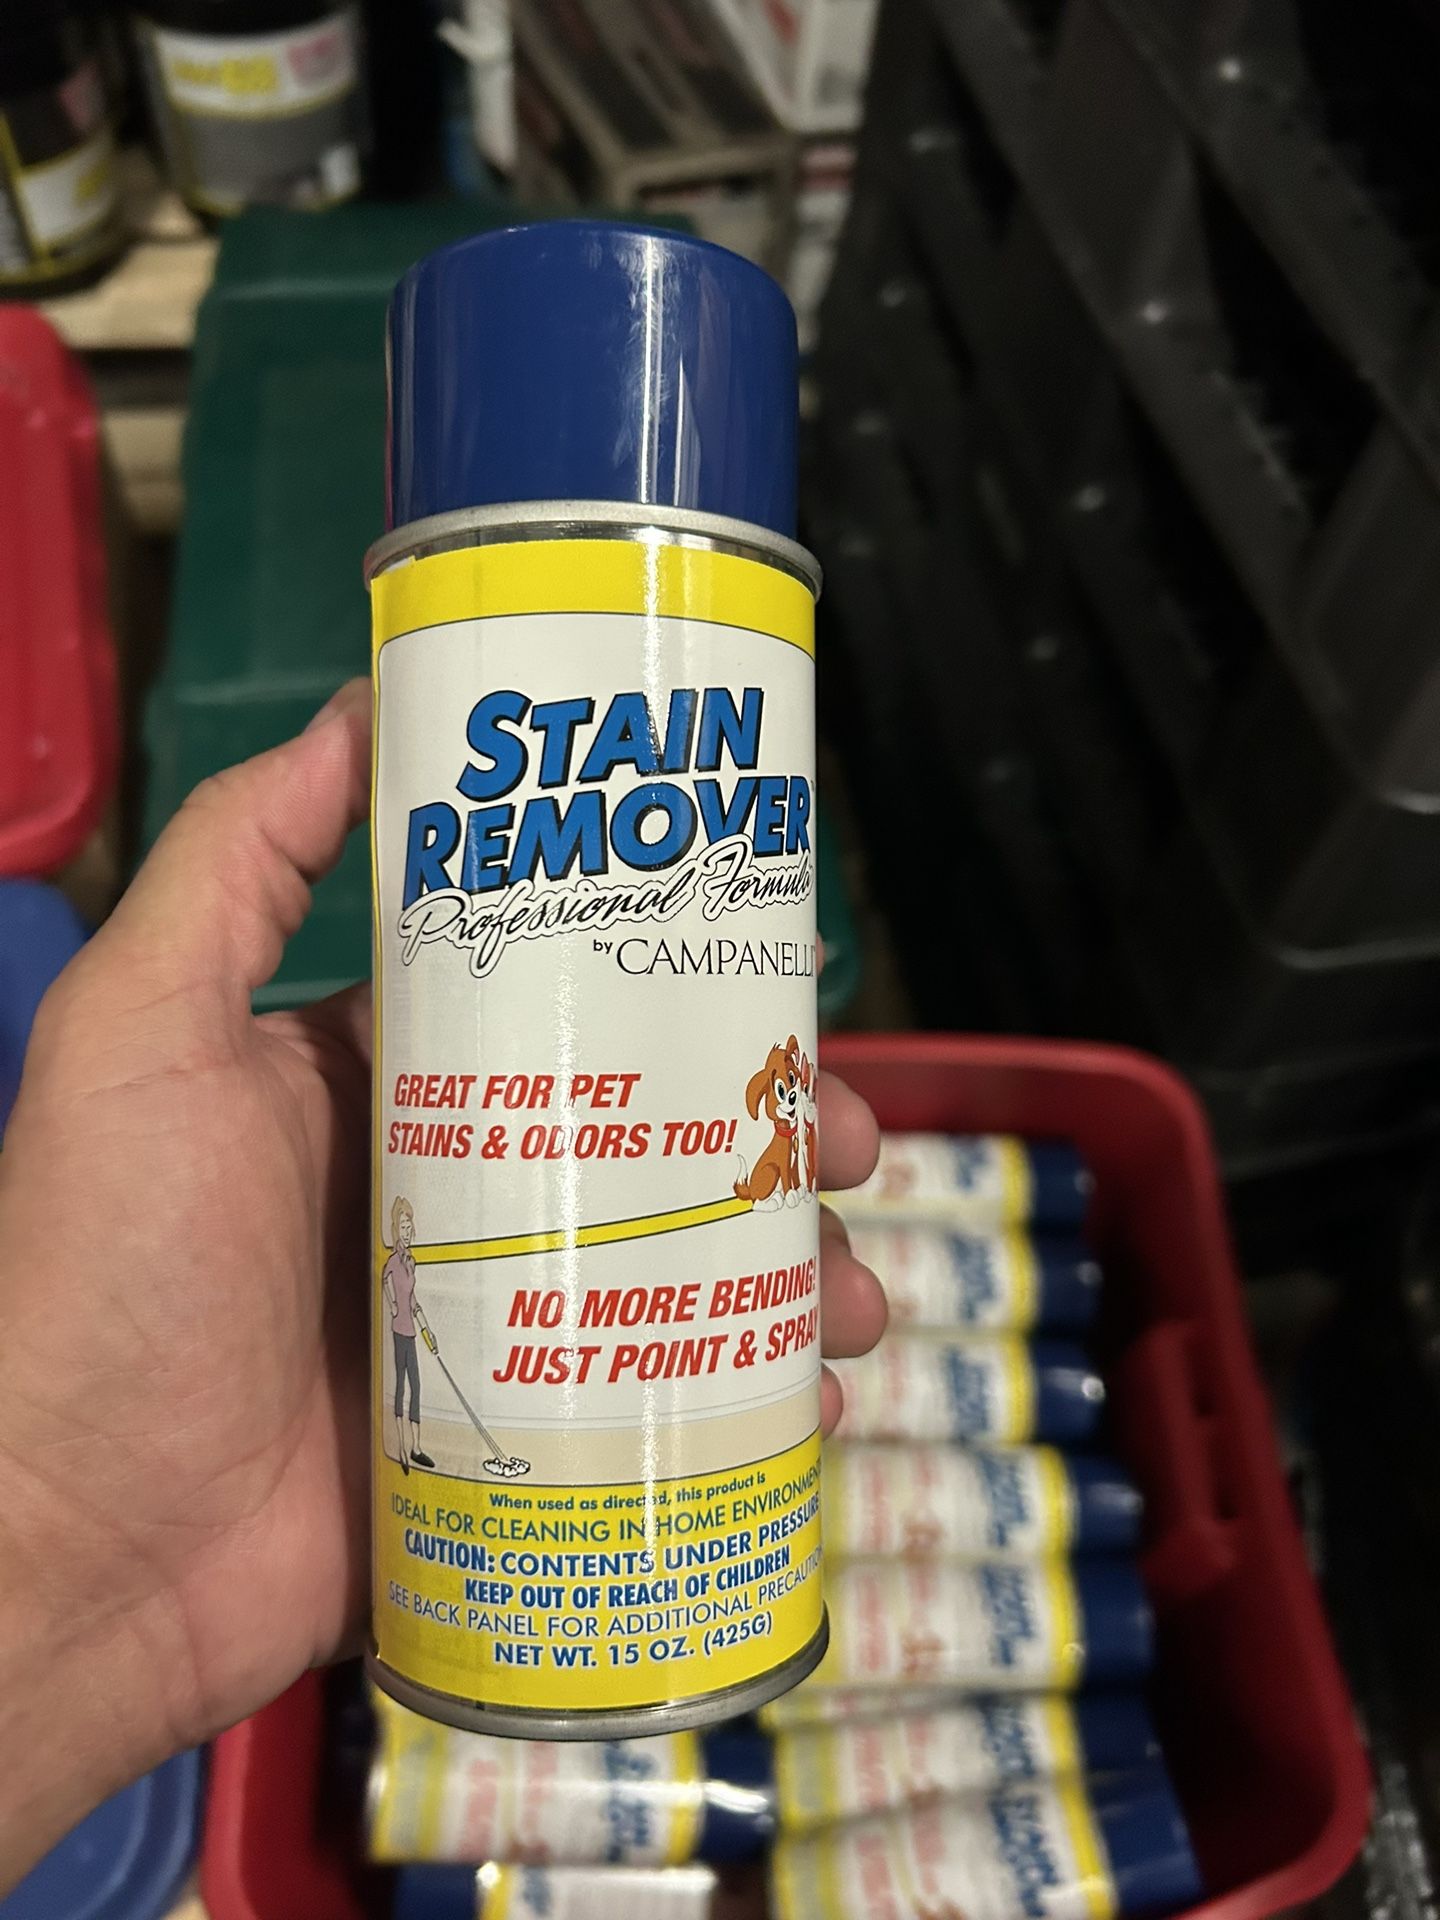 STAIN
REMOVER
Professional Formula
by CAMPANELLI
GREAT FOR PET
STAINS & ODORS TOO!
NO MORE BENDING!
JUST POINT & SPRAY
When used as directed, this product is
IDEAL FOR CLEANING IN HOME ENVIRONMENT
CAUTION: CONTENTS UNDER PRESSURE
KEEP OUT OF REACH OF CHILDREN
SEE BACK PANEL FOR ADDITIONAL PRECAUTION
NET WT. 15 OZ. (425G)